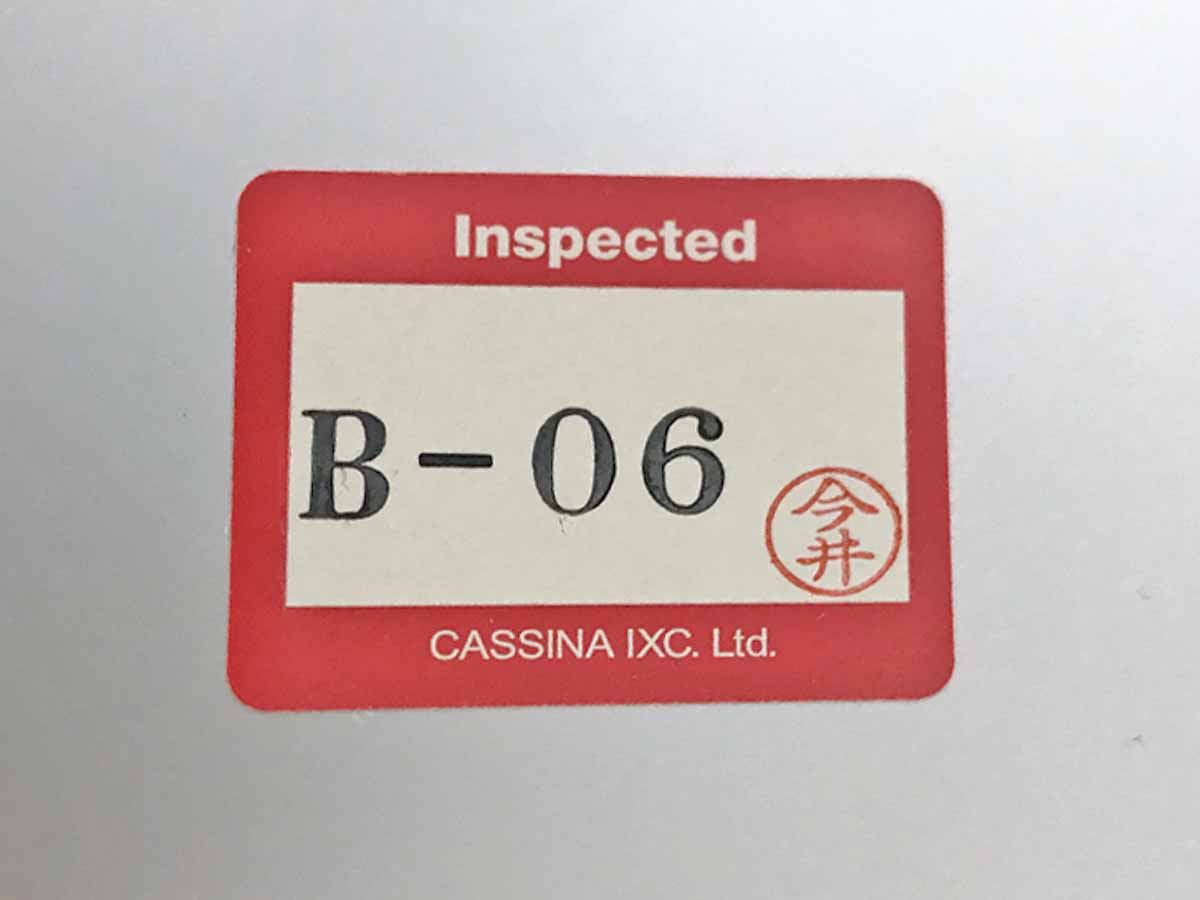 Inspected
B-06
今井
CASSINA IXC. Ltd.